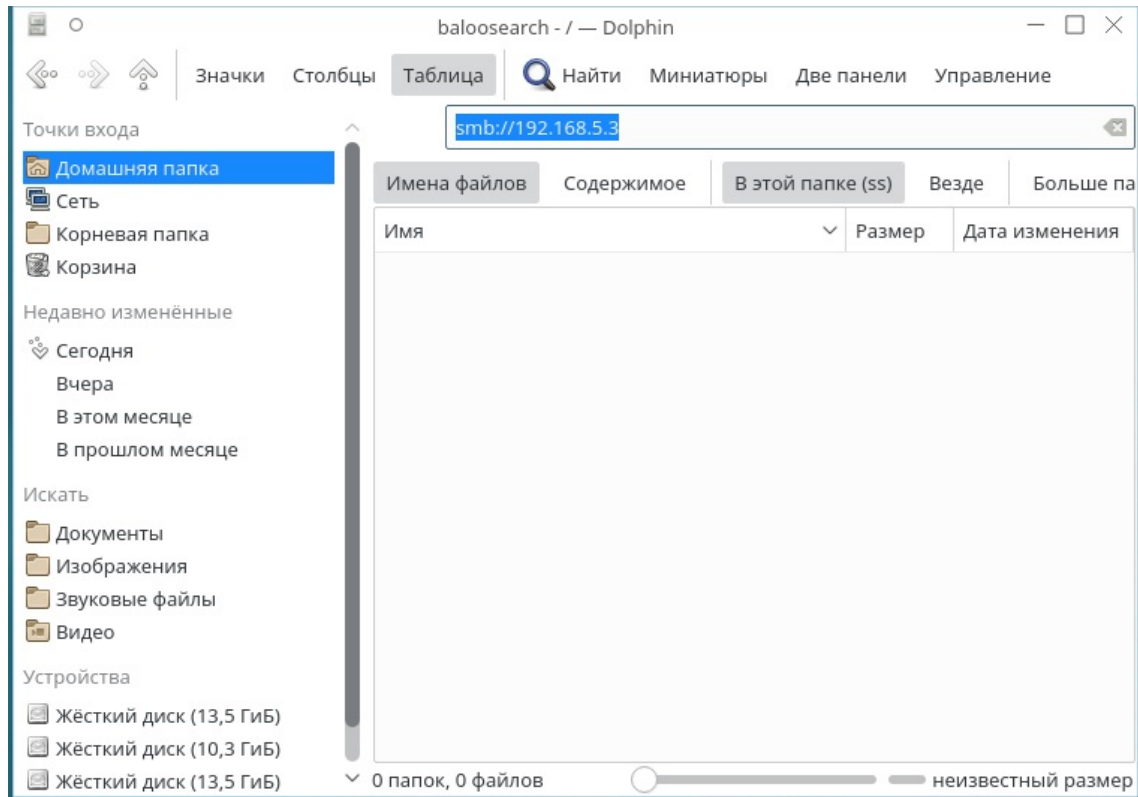 baloosearch - / — Dolphin
Значки Столбцы Таблица Найти Миниатюры Две панели Управление
Точки входа
Домашняя папка
Сеть
Корневая папка
Корзина
Недавно изменённые
Сегодня
Вчера
В этом месяце
В прошлом месяце
Искать
Документы
Изображения
Звуковые файлы
Видео
Устройства
Жёсткий диск (13,5 ГиБ)
Жёсткий диск (10,3 ГиБ)
Жёсткий диск (13,5 ГиБ)
smb://192.168.5.3
Имена файлов Содержимое В этой папке (ss) Везде Больше па
Имя Размер Дата изменения
0 папок, 0 файлов неизвестный размер